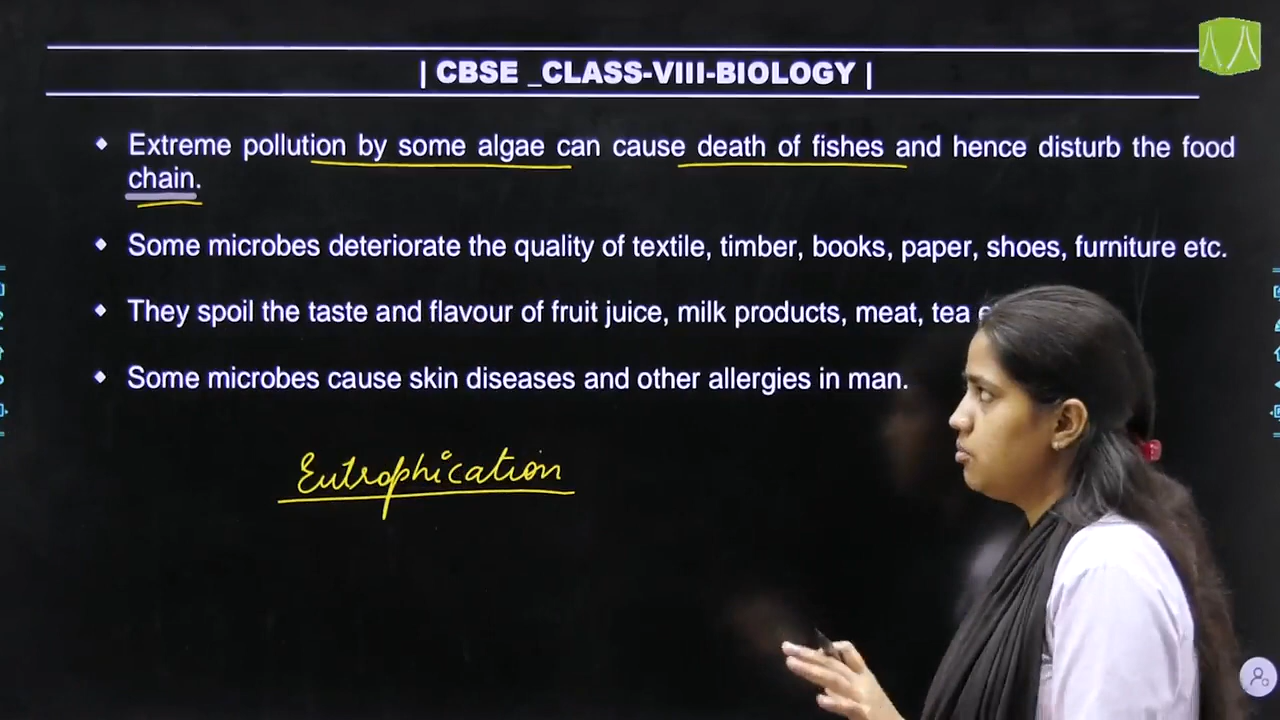 | CBSE _CLASS-VIII-BIOLOGY |
Extreme pollution by some algae can cause death of fishes and hence disturb the food
chain.
Some microbes deteriorate the quality of textile, timber, books, paper, shoes, furniture etc.
They spoil the taste and flavour of fruit juice, milk products, meat, tea
Some microbes cause skin diseases and other allergies in man.
Eutrophication